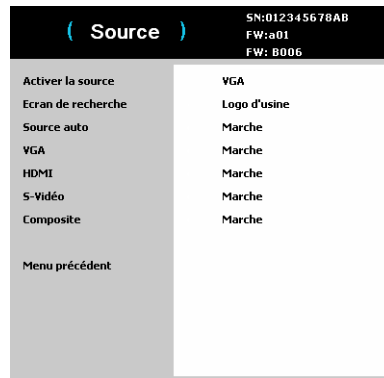 ( Source )
SN:012345678AB
FW:a01
FW: B006
Activer la source VGA
Ecran de recherche Logo d'usine
Source auto Marche
VGA Marche
HDMI Marche
S-Vidéo Marche
Composite Marche
Menu précédent